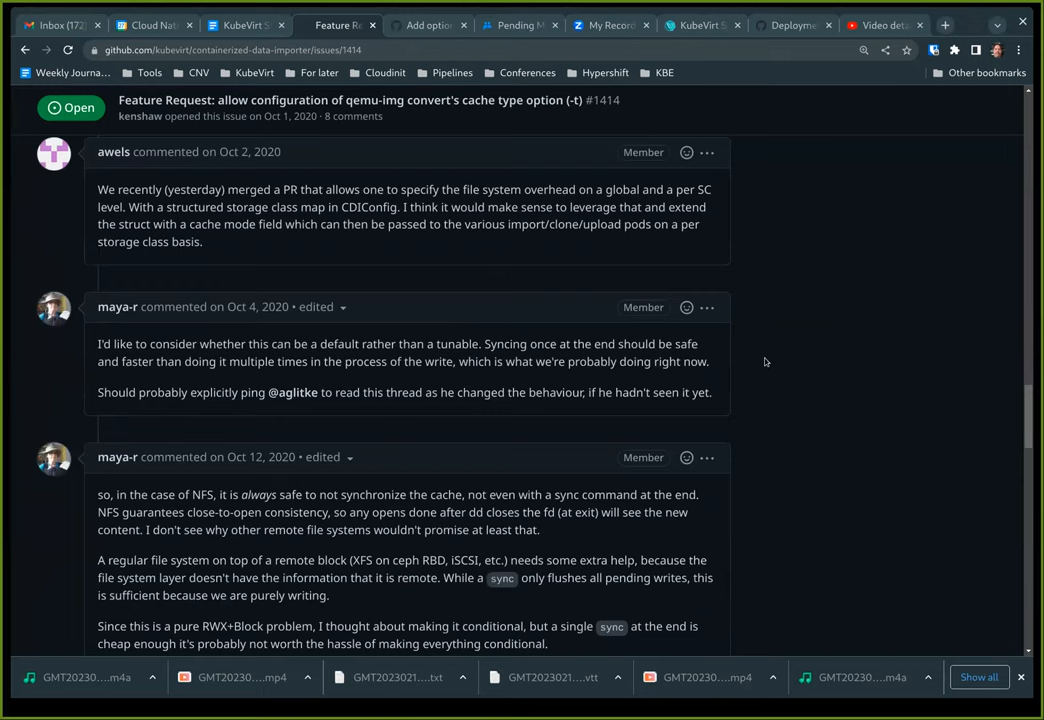 Inbox (172
Cloud Nat
KubeVirt S
Feature Re
Add optio
Pending M
My Record
KubeVirt S
Deployme
Video deta
github.com/kubevirt/containerized-data-importer/issues/1414
Weekly Journa...
Tools
CNV
KubeVirt
For later
Cloudinit
Pipelines
Conferences
Hypershift
KBE
Other bookmarks
Open
Feature Request: allow configuration of qemu-img convert's cache type option (-t) #1414
kenshaw opened this issue on Oct 1, 2020 · 8 comments
awels commented on Oct 2, 2020
Member
We recently (yesterday) merged a PR that allows one to specify the file system overhead on a global and a per SC
level. With a structured storage class map in CDIConfig. I think it would make sense to leverage that and extend
the struct with a cache mode field which can then be passed to the various import/clone/upload pods on a per
storage class basis.
maya-r commented on Oct 4, 2020 • edited
Member
I'd like to consider whether this can be a default rather than a tunable. Syncing once at the end should be safe
and faster than doing it multiple times in the process of the write, which is what we're probably doing right now.
Should probably explicitly ping @aglitke to read this thread as he changed the behaviour, if he hadn't seen it yet.
maya-r commented on Oct 12, 2020 • edited
Member
so, in the case of NFS, it is always safe to not synchronize the cache, not even with a sync command at the end.
NFS guarantees close-to-open consistency, so any opens done after dd closes the fd (at exit) will see the new
content. I don't see why other remote file systems wouldn't promise at least that.
A regular file system on top of a remote block (XFS on ceph RBD, iSCSI, etc.) needs some extra help, because the
file system layer doesn't have the information that it is remote. While a sync only flushes all pending writes, this
is sufficient because we are purely writing.
Since this is a pure RWX+Block problem, I thought about making it conditional, but a single sync at the end is
cheap enough it's probably not worth the hassle of making everything conditional.
GMT20230....m4a
GMT20230....mp4
GMT2023021....txt
GMT2023021....vtt
GMT20230....mp4
GMT20230....m4a
Show all